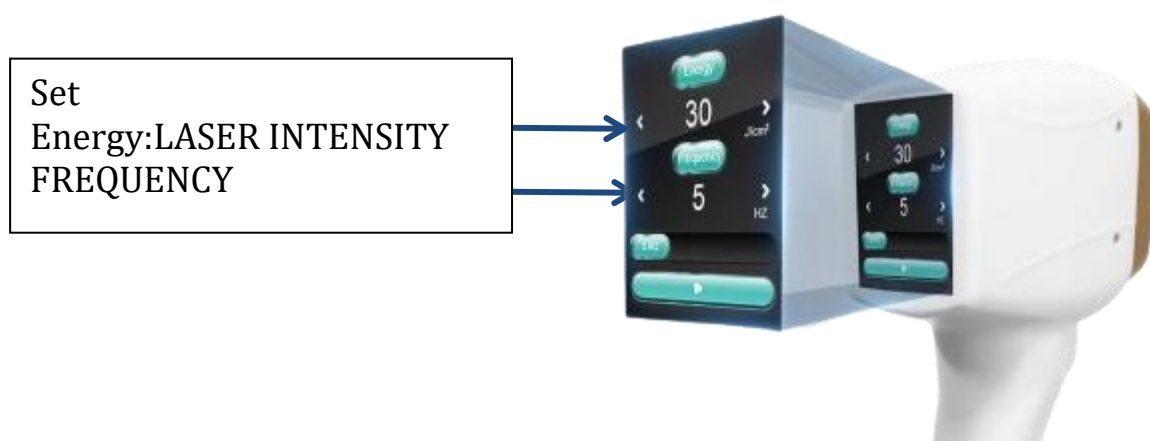 Set
Energy:LASER INTENSITY
FREQUENCY
Energy
30
J/cm²
Frequency
5
HZ
30
5